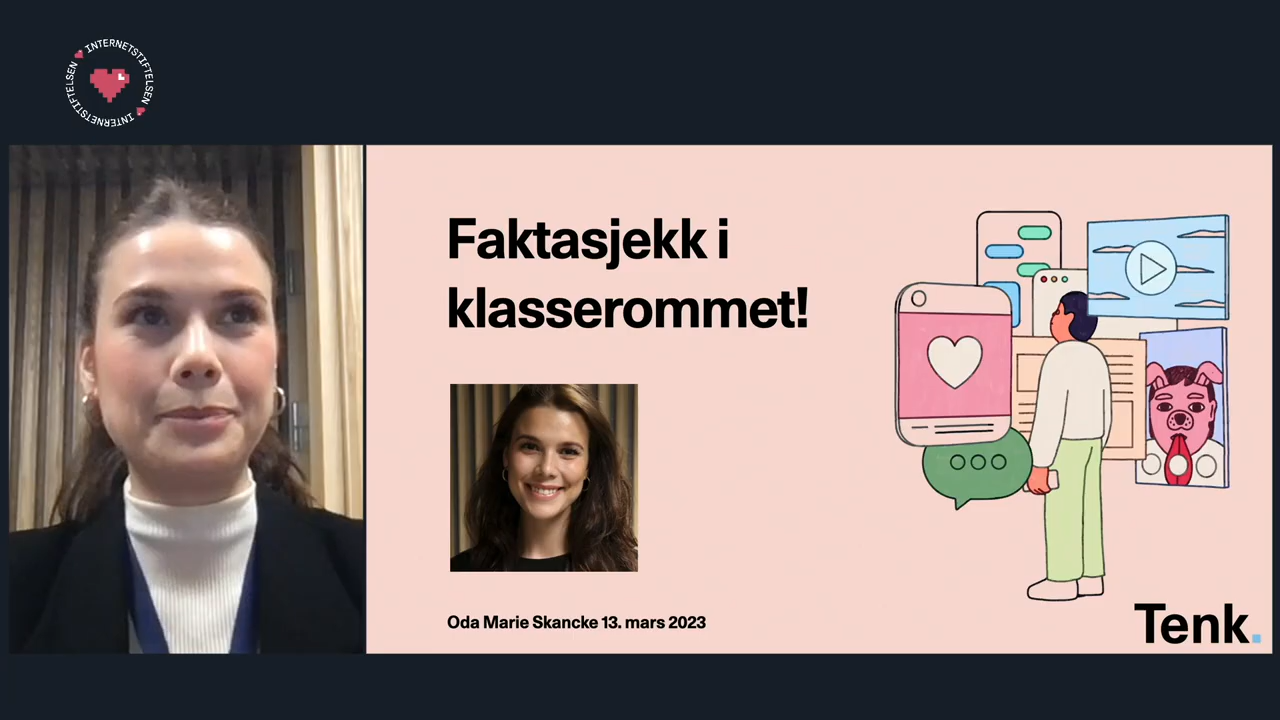 INTERNETSTIFTELSEN
INTERNETSTIFTELSEN
Faktasjekk i
klasserommet!
Oda Marie Skancke 13. mars 2023
Tenk.